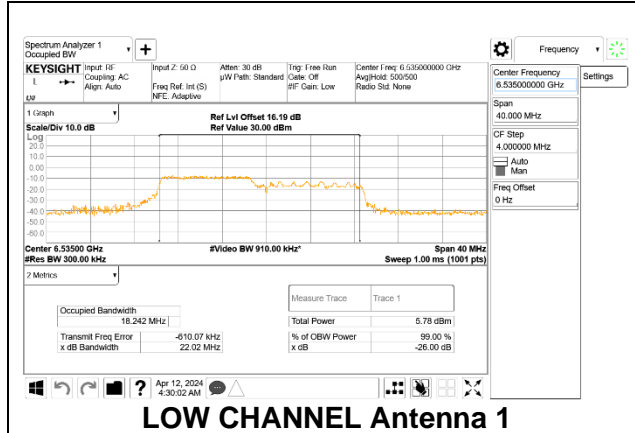 Spectrum Analyzer 1
Occupied BW
Frequency
KEYSIGHT
Input: RF
Coupling: AC
Align: Auto
Input Z: 50 Ω
Freq Ref: Int (S)
NFE: Adaptive
Atten: 30 dB
µW Path: Standard
Trig: Free Run
Gate: Off
#IF Gain: Low
Center Freq: 6.535000000 GHz
Avg|Hold: 500/500
Radio Std: None
L
Center Frequency
6.535000000 GHz
Settings
Span
40.000 MHz
CF Step
4.000000 MHz
Auto
Man
Freq Offset
0 Hz
1 Graph
Ref Lvl Offset 16.19 dB
Scale/Div 10.0 dB
Ref Value 30.00 dBm
Log
20.0
10.0
0.00
-10.0
-20.0
-30.0
-40.0
-50.0
-60.0
Center 6.53500 GHz
#Video BW 910.00 kHz*
Span 40 MHz
#Res BW 300.00 kHz
Sweep 1.00 ms (1001 pts)
2 Metrics
Measure Trace
Trace 1
Occupied Bandwidth
18.242 MHz
Total Power
5.78 dBm
Transmit Freq Error
-610.07 kHz
% of OBW Power
99.00 %
x dB Bandwidth
22.02 MHz
x dB
-26.00 dB
?
Apr 12, 2024
4:30:02 AM
LOW CHANNEL Antenna 1